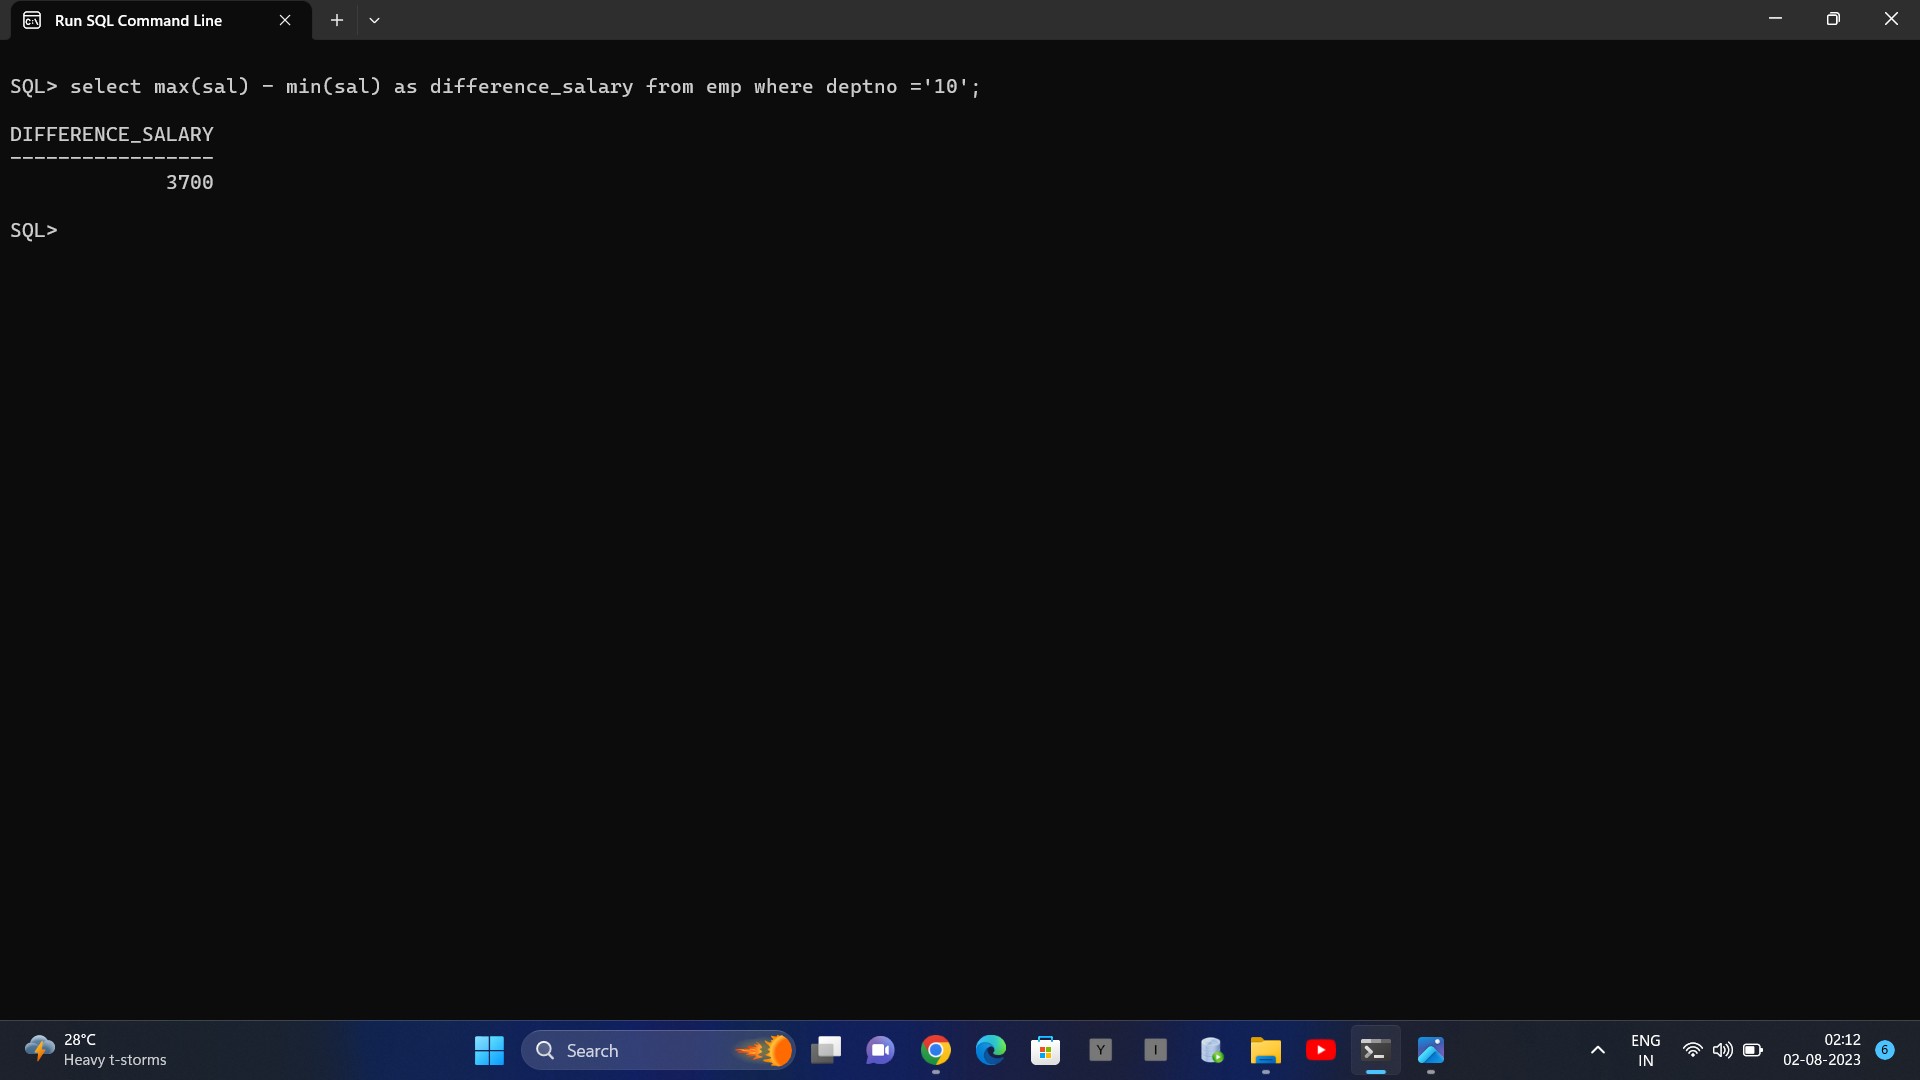 Run SQL Command Line
SQL> select max(sal) - min(sal) as difference_salary from emp where deptno ='10';
DIFFERENCE_SALARY
-----------------
3700
SQL>
28°C
Heavy t-storms
Search
Y
I
ENG
IN
02:12
02-08-2023
6